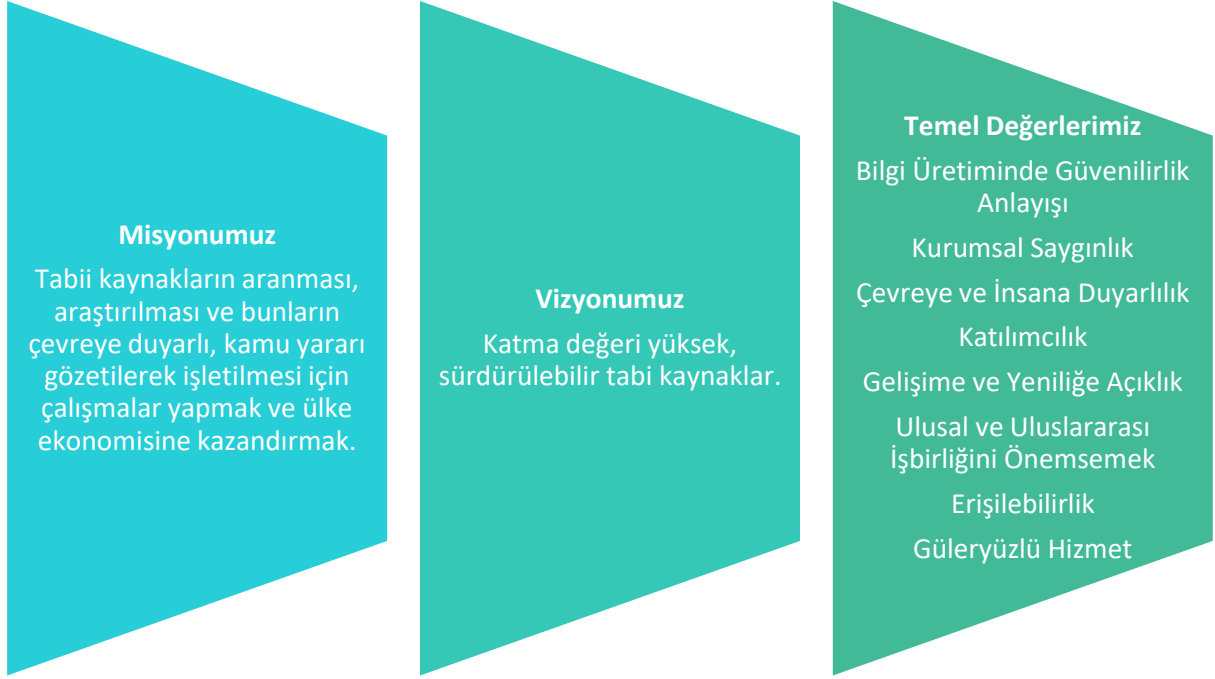 Misyonumuz
Tabii kaynakların aranması,
araştırılması ve bunların
çevreye duyarlı, kamu yararı
gözetilerek işletilmesi için
çalışmalar yapmak ve ülke
ekonomisine kazandırmak.
Vizyonumuz
Katma değeri yüksek,
sürdürülebilir tabi kaynaklar.
Temel Değerlerimiz
Bilgi Üretiminde Güvenilirlik
Anlayışı
Kurumsal Saygınlık
Çevreye ve İnsana Duyarlılık
Katılımcılık
Gelişime ve Yeniliğe Açıklık
Ulusal ve Uluslararası
İşbirliğini Önemsemek
Erişilebilirlik
Güleryüzlü Hizmet